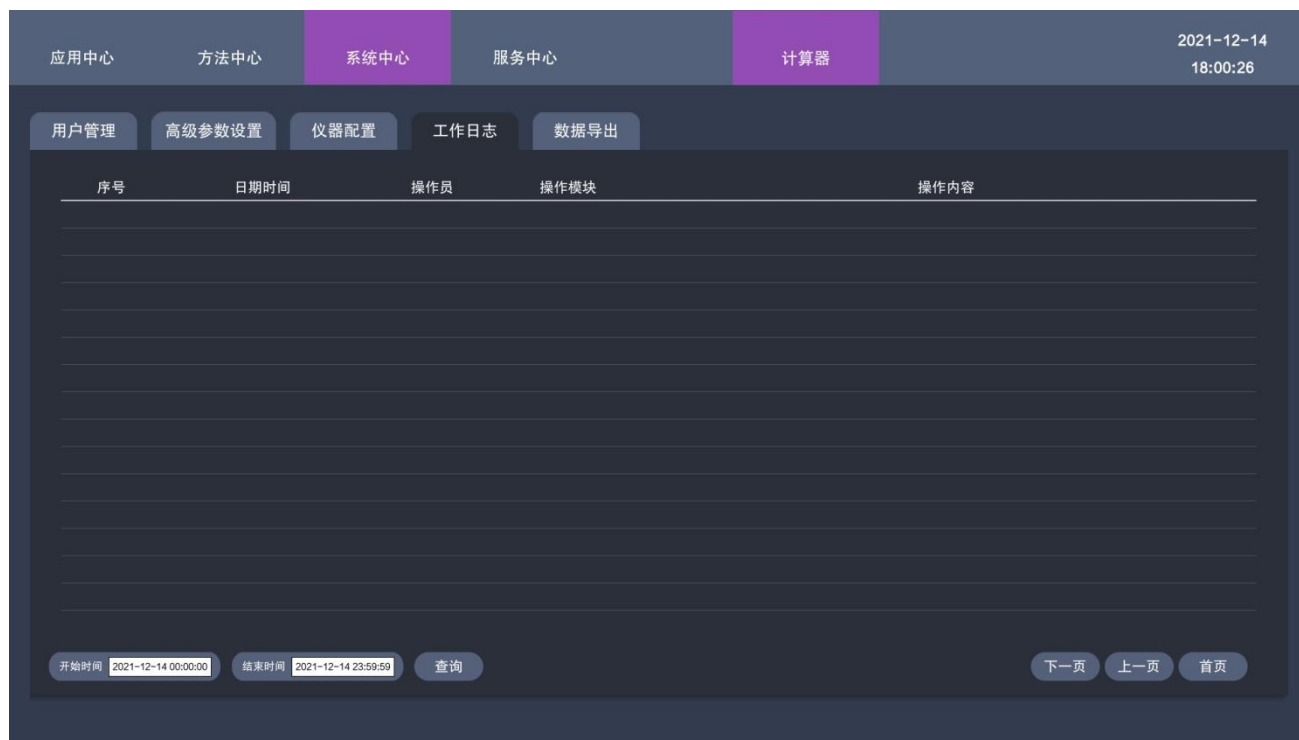 应用中心 方法中心 系统中心 服务中心 计算器 2021-12-14
18:00:26
用户管理 高级参数设置 仪器配置 工作日志 数据导出
序号 日期时间 操作员 操作模块 操作内容
开始时间 2021-12-14 00:00:00 结束时间 2021-12-14 23:59:59 查询 下一页 上一页 首页